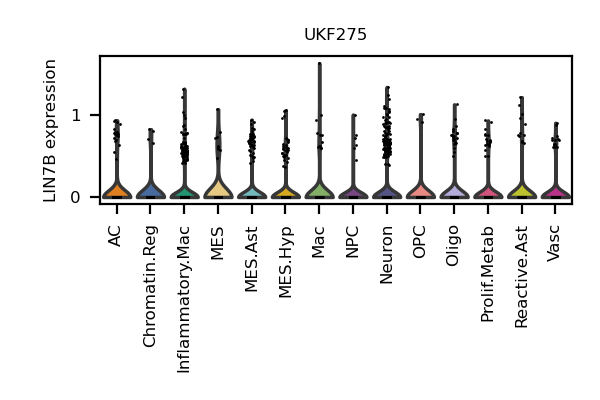 UKF275
LIN7B expression
1
0
AC
Chromatin.Reg
Inflammatory.Mac
MES
MES.Ast
MES.Hyp
Mac
NPC
Neuron
OPC
Oligo
Prolif.Metab
Reactive.Ast
Vasc